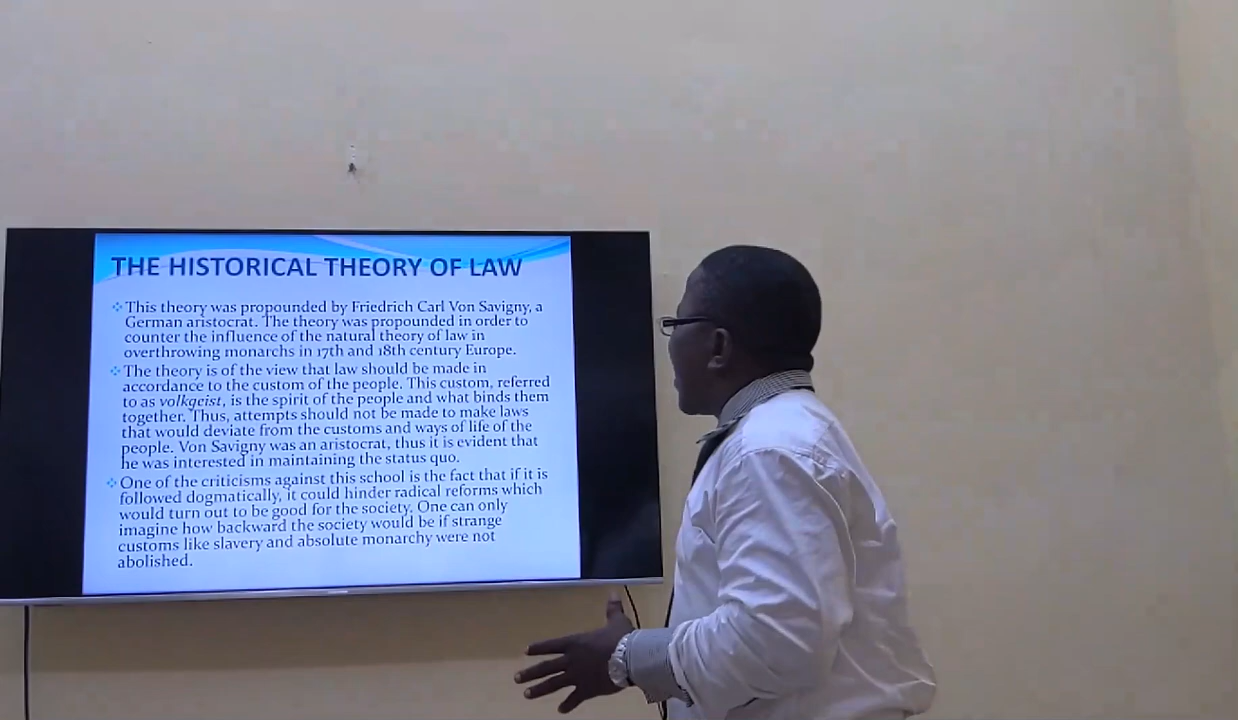 THE HISTORICAL THEORY OF LAW
This theory was propounded by Friedrich Carl Von Savigny, a
German aristocrat. The theory was propounded in order to
counter the influence of the natural theory of law in
overthrowing monarchs in 17th and 18th century Europe.
The theory is of the view that law should be made in
accordance to the custom of the people. This custom, referred
to as volkgeist, is the spirit of the people and what binds them
together. Thus, attempts should not be made to make laws
that would deviate from the customs and ways of life of the
people. Von Savigny was an aristocrat, thus it is evident that
he was interested in maintaining the status quo.
One of the criticisms against this school is the fact that if it is
followed dogmatically, it could hinder radical reforms which
would turn out to be good for the society. One can only
imagine how backward the society would be if strange
customs like slavery and absolute monarchy were not
abolished.